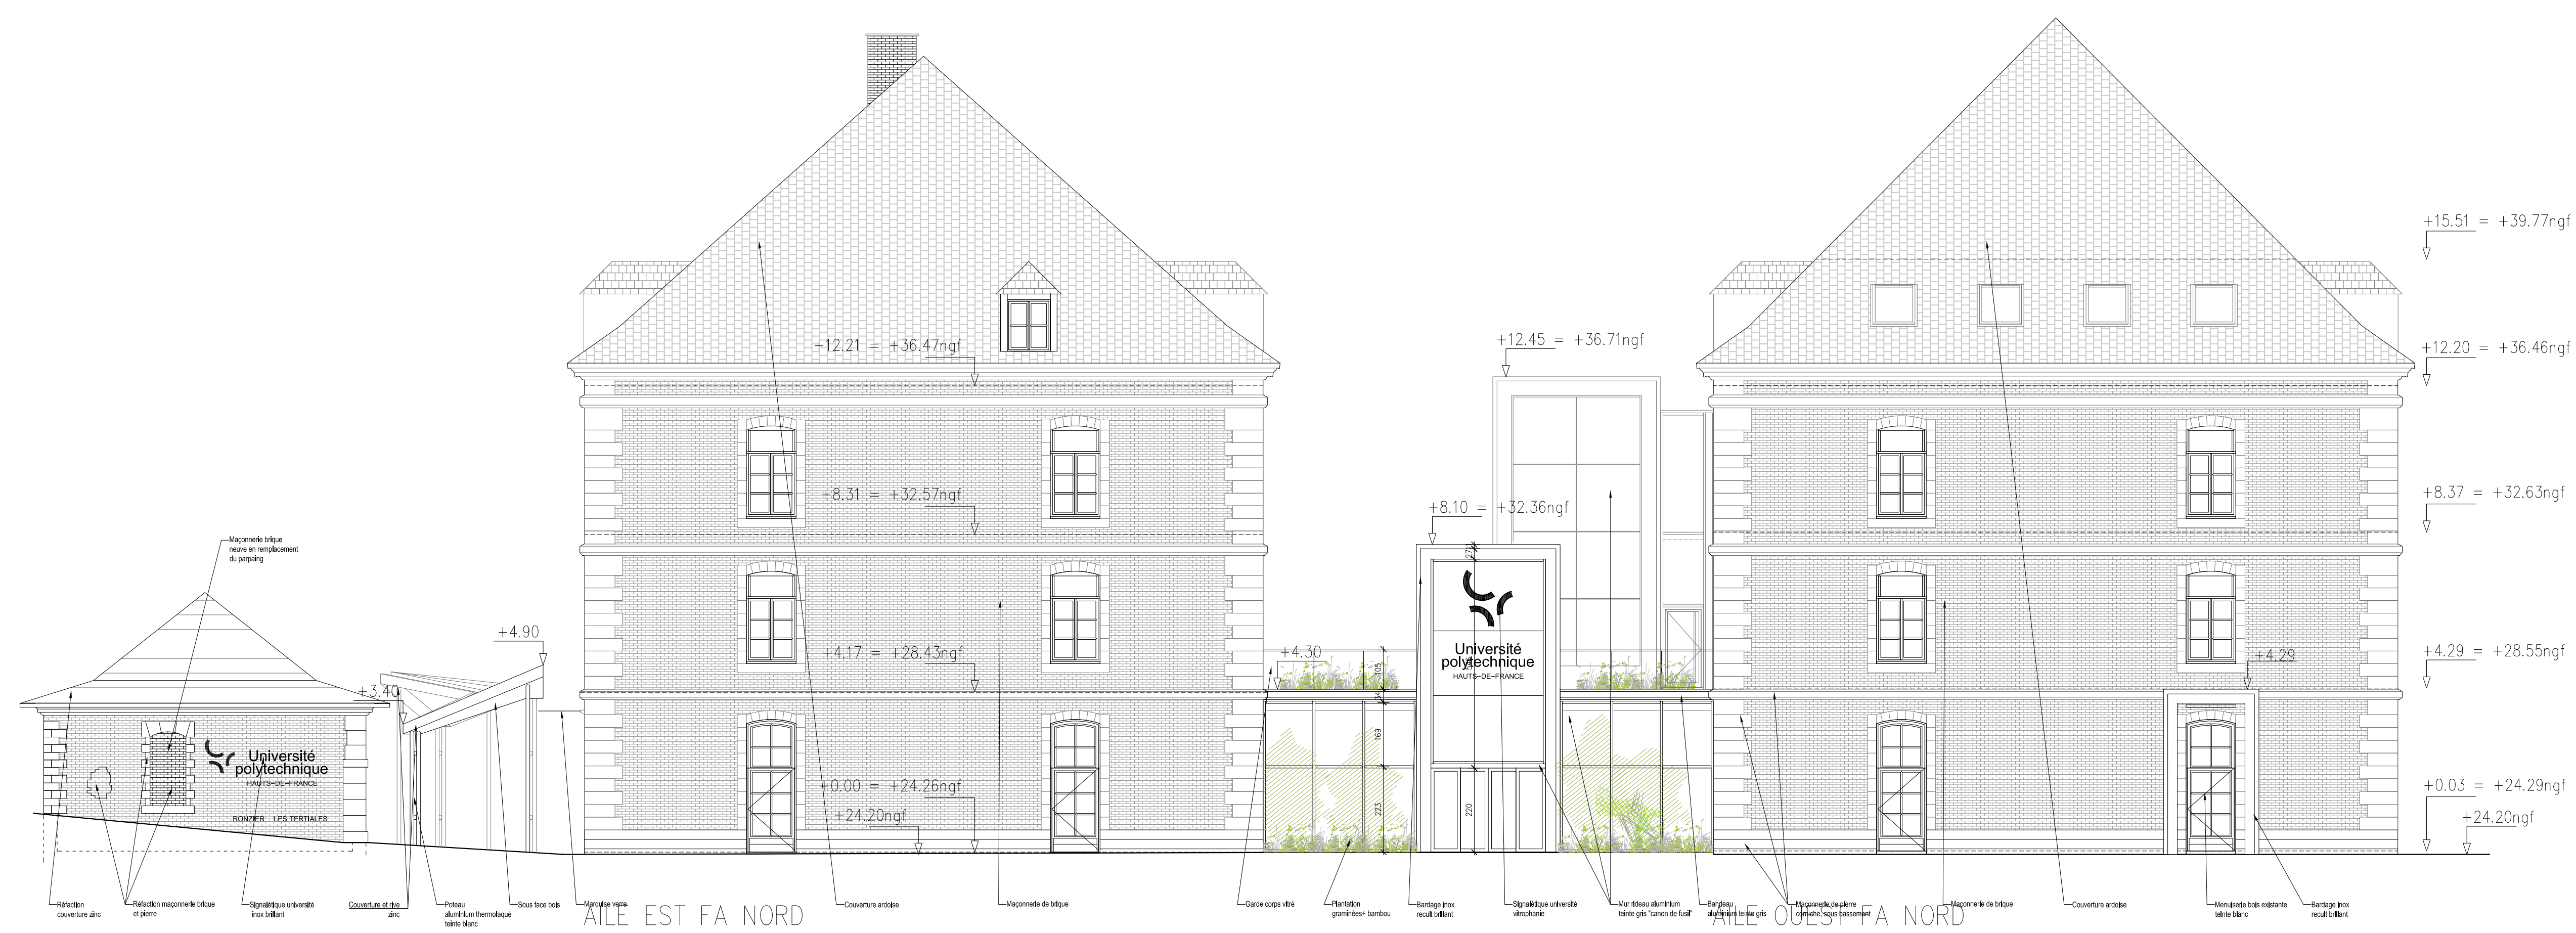 +15.51 = +39.77ngf
+12.21 = +36.47ngf
+12.45 = +36.71ngf
+12.20 = +36.46ngf
+8.31 = +32.57ngf
+8.10 = +32.36ngf
+8.37 = +32.63ngf
Maçonnerie brique
neuve en remplacement
du parpaing
27
+4.90
Université
polytechnique
HAUTS-DE-FRANCE
+4.17 = +28.43ngf
+4.30
105
34
+4.29
+4.29 = +28.55ngf
+3.40
169
Université
polytechnique
HAUTS-DE-FRANCE
RONZIER - LES TERTIALES
+0.00 = +24.26ngf
+24.20ngf
223
220
+0.03 = +24.29ngf
+24.20ngf
Réfaction
couverture zinc
Réfaction maçonnerie brique
et pierre
Signalétique université
inox brillant
Couverture et rive
zinc
Poteau
aluminium thermolaqué
teinte blanc
Sous face bois
Marquise verre
Couverture ardoise
Maçonnerie de brique
Garde corps vitré
Plantation
graminées+ bambou
Bardage inox
recuit brillant
Signalétique université
vitrophanie
Mur rideau aluminium
teinte gris "canon de fusil"
Bandeau
aluminium teinte gris
Maçonnerie de pierre
corniche, sous bassement
Maçonnerie de brique
Couverture ardoise
Menuiserie bois existante
teinte blanc
Bardage inox
recuit brillant
AILE EST FA NORD
AILE OUEST FA NORD